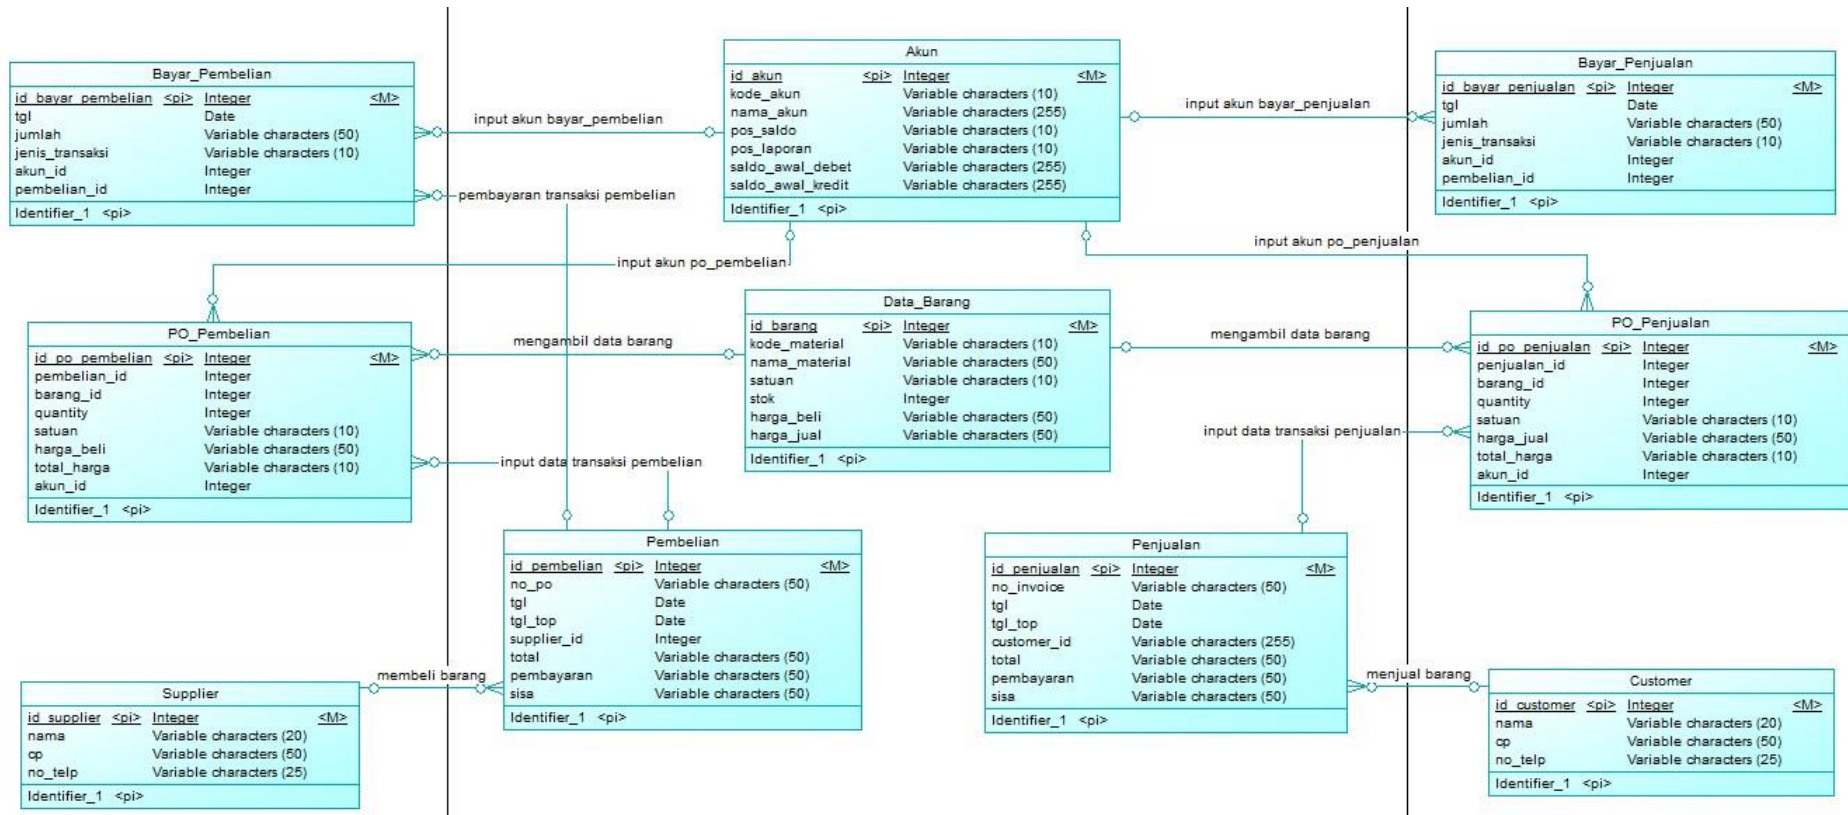 Bayar_Pembelian
id_bayar_pembelian <pi> Integer <M>
tgl Date
jumlah Variable characters (50)
jenis_transaksi Variable characters (10)
akun_id Integer
pembelian_id Integer
Identifier_1 <pi>
input akun bayar_pembelian
pembayaran transaksi pembelian
Akun
id_akun <pi> Integer <M>
kode_akun Variable characters (10)
nama_akun Variable characters (255)
pos_saldo Variable characters (10)
pos_laporan Variable characters (10)
saldo_awal_debet Variable characters (255)
saldo_awal_kredit Variable characters (255)
Identifier_1 <pi>
input akun bayar_penjualan
Bayar_Penjualan
id_bayar_penjualan <pi> Integer <M>
tgl Date
jumlah Variable characters (50)
jenis_transaksi Variable characters (10)
akun_id Integer
pembelian_id Integer
Identifier_1 <pi>
input akun po_pembelian
input akun po_penjualan
PO_Pembelian
id_po_pembelian <pi> Integer <M>
pembelian_id Integer
barang_id Integer
quantity Integer
satuan Variable characters (10)
harga_beli Variable characters (50)
total_harga Variable characters (10)
akun_id Integer
Identifier_1 <pi>
mengambil data barang
input data transaksi pembelian
Data_Barang
id_barang <pi> Integer <M>
kode_material Variable characters (10)
nama_material Variable characters (50)
satuan Variable characters (10)
stok Integer
harga_beli Variable characters (50)
harga_jual Variable characters (50)
Identifier_1 <pi>
mengambil data barang
input data transaksi penjualan
PO_Penjualan
id_po_penjualan <pi> Integer <M>
penjualan_id Integer
barang_id Integer
quantity Integer
satuan Variable characters (10)
harga_jual Variable characters (50)
total_harga Variable characters (10)
akun_id Integer
Identifier_1 <pi>
Pembelian
id_pembelian <pi> Integer <M>
no_po Variable characters (50)
tgl Date
tgl_top Date
supplier_id Integer
total Variable characters (50)
pembayaran Variable characters (50)
sisa Variable characters (50)
Identifier_1 <pi>
Penjualan
id_penjualan <pi> Integer <M>
no_invoice Variable characters (50)
tgl Date
tgl_top Date
customer_id Variable characters (255)
total Variable characters (50)
pembayaran Variable characters (50)
sisa Variable characters (50)
Identifier_1 <pi>
membeli barang
menjual barang
Supplier
id_supplier <pi> Integer <M>
nama Variable characters (20)
cp Variable characters (50)
no_telp Variable characters (25)
Identifier_1 <pi>
Customer
id_customer <pi> Integer <M>
nama Variable characters (20)
cp Variable characters (50)
no_telp Variable characters (25)
Identifier_1 <pi>